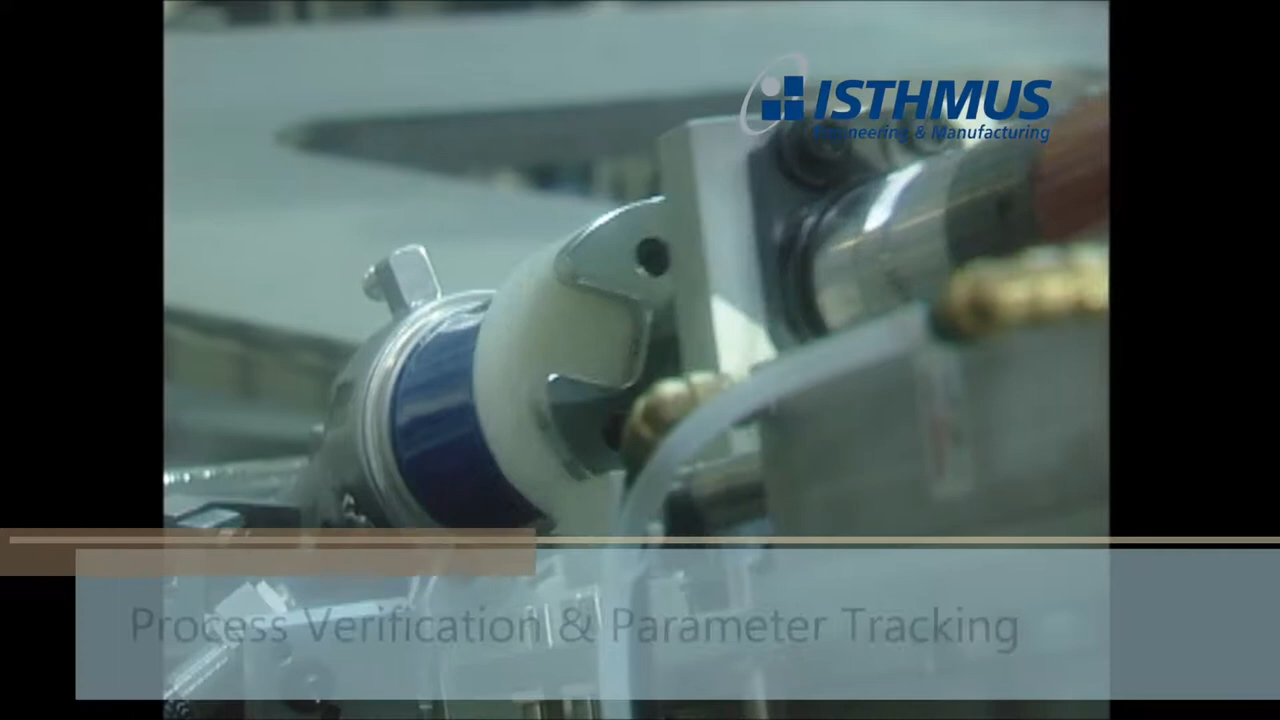 ISTHMUS
Engineering & Manufacturing
Process Verification & Parameter Tracking